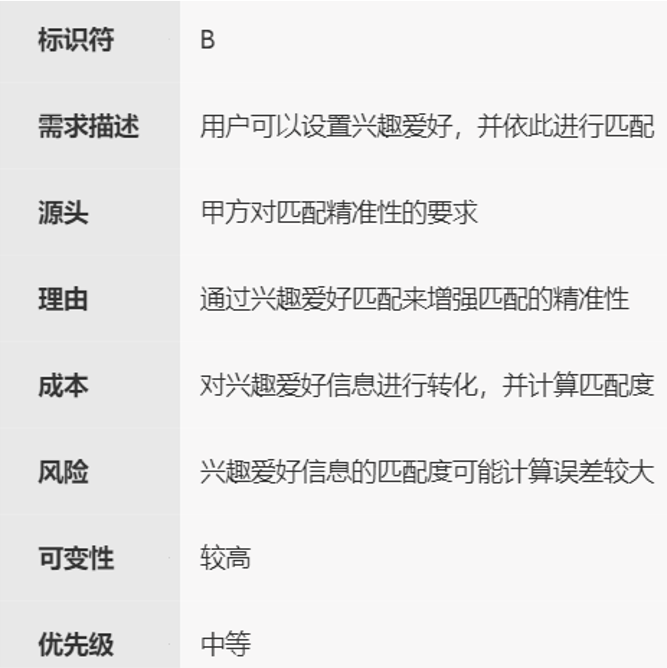 标识符 B
需求描述 用户可以设置兴趣爱好，并依此进行匹配
源头 甲方对匹配精准性的要求
理由 通过兴趣爱好匹配来增强匹配的精准性
成本 对兴趣爱好信息进行转化，并计算匹配度
风险 兴趣爱好信息的匹配度可能计算误差较大
可变性 较高
优先级 中等